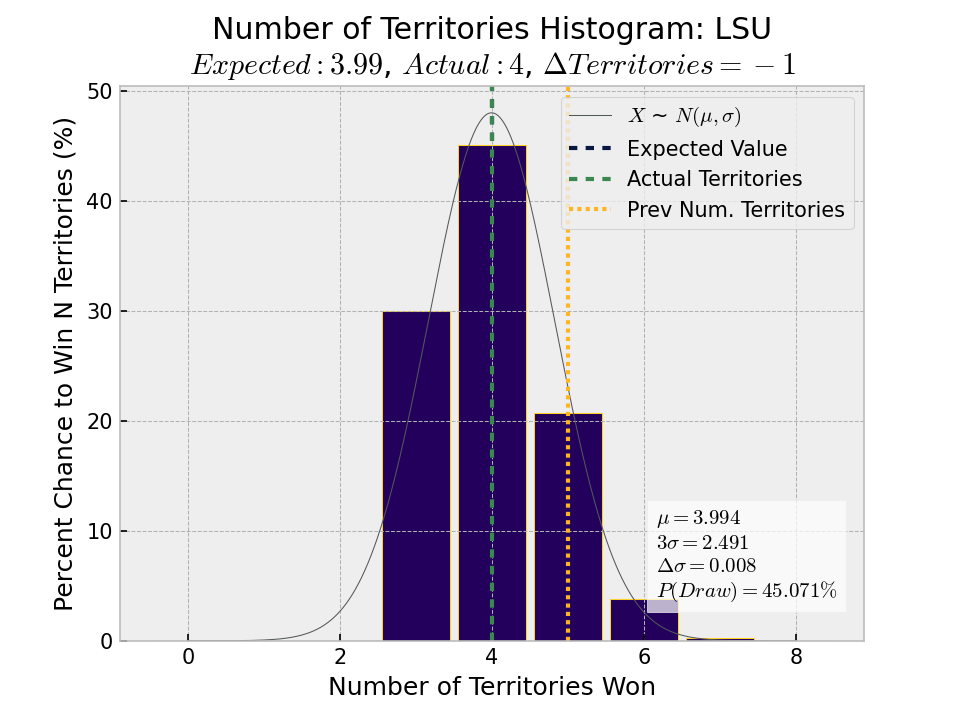 Number of Territories Histogram: LSU
Expected : 3.99, Actual : 4, ΔTerritories = −1
Percent Chance to Win N Territories (%)
50
40
30
20
10
0
X ~ N(μ, σ)
Expected Value
Actual Territories
Prev Num. Territories
μ = 3.994
3σ = 2.491
Δσ = 0.008
P(Draw) = 45.071%
0 2 4 6 8
Number of Territories Won